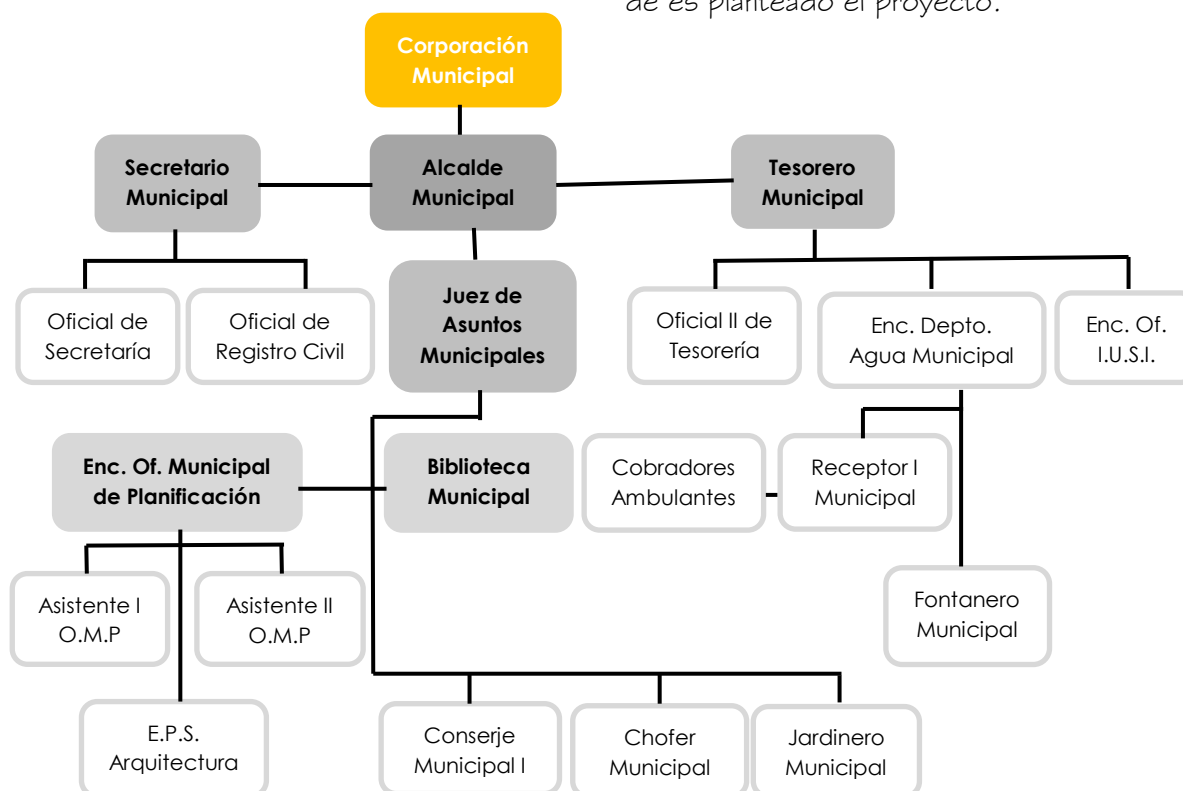 de es planteado el proyecto.
Corporación
Municipal
Secretario
Municipal
Alcalde
Municipal
Tesorero
Municipal
Oficial de
Secretaría
Oficial de
Registro Civil
Juez de
Asuntos
Municipales
Oficial II de
Tesorería
Enc. Depto.
Agua Municipal
Enc. Of.
I.U.S.I.
Enc. Of. Municipal
de Planificación
Biblioteca
Municipal
Cobradores
Ambulantes
Receptor I
Municipal
Asistente I
O.M.P
Asistente II
O.M.P
Fontanero
Municipal
E.P.S.
Arquitectura
Conserje
Municipal I
Chofer
Municipal
Jardinero
Municipal